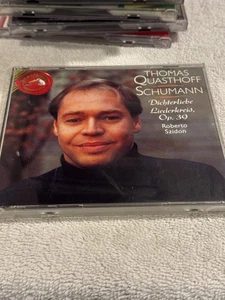 THOMAS
QUASTHOFF
SCHUMANN
Dichterliebe
Liederkreis,
Op. 39
Roberto
Szidon